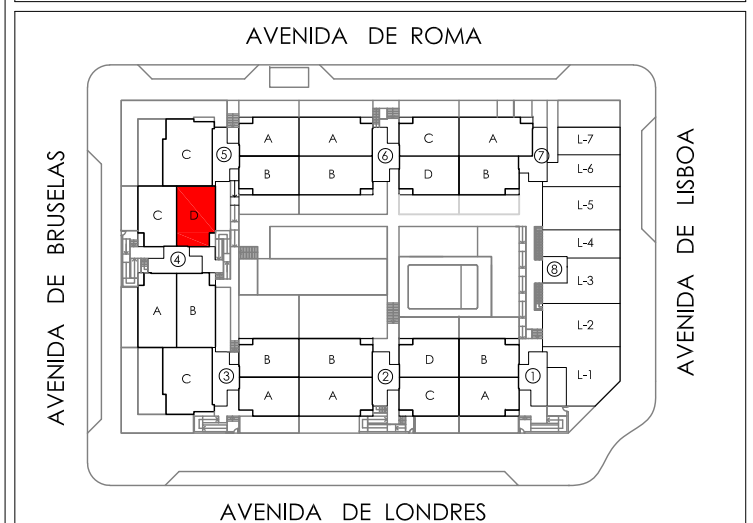 AVENIDA DE ROMA
AVENIDA DE BRUSELAS
AVENIDA DE LISBOA
A A C A L-7
C 5 6 7
B B D B L-6
C D L-5
L-4
4 8
L-3
A B
L-2
B B D B
C 3 2 1 L-1
A A C A
AVENIDA DE LONDRES